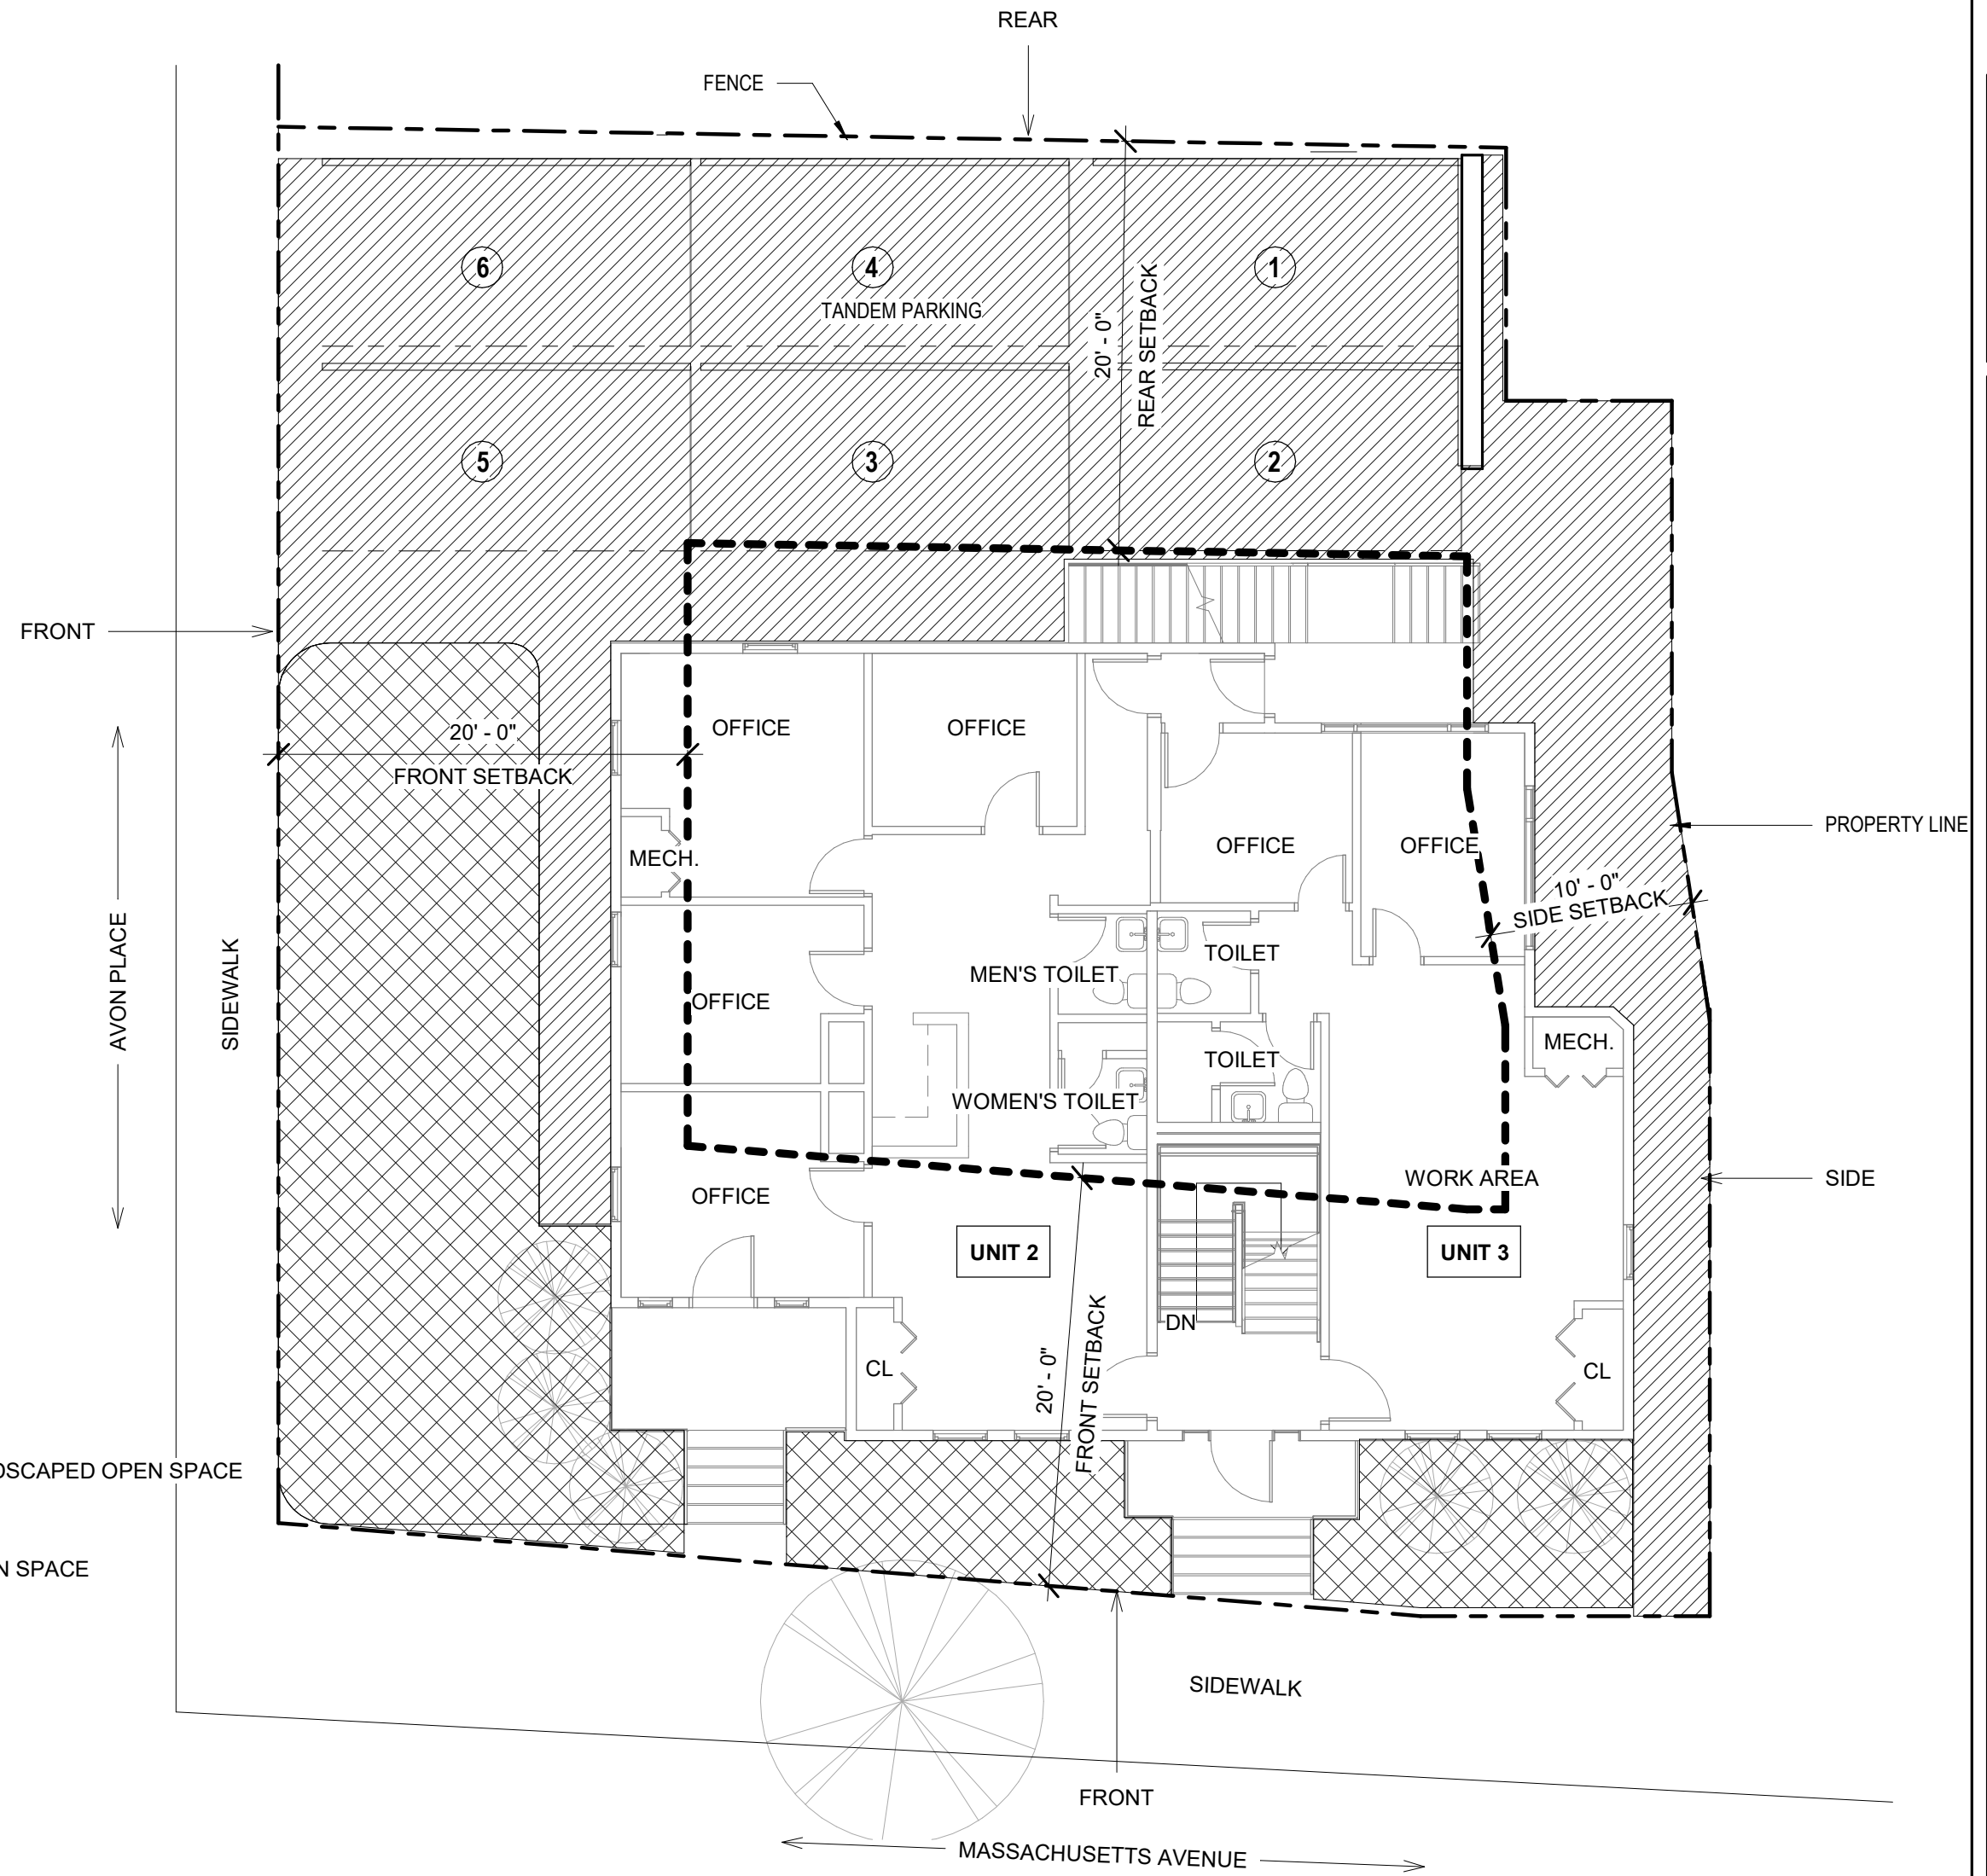 REAR
FENCE
6
4
1
TANDEM PARKING
20' - 0"
REAR SETBACK
5
3
2
FRONT
OFFICE
OFFICE
20' - 0"
FRONT SETBACK
MECH.
OFFICE
OFFICE
PROPERTY LINE
10' - 0"
SIDE SETBACK
AVON PLACE
SIDEWALK
MEN'S TOILET
TOILET
OFFICE
MECH.
TOILET
WOMEN'S TOILET
OFFICE
WORK AREA
SIDE
UNIT 2
UNIT 3
DN
20' - 0"
FRONT SETBACK
CL
CL
DSCAPED OPEN SPACE
N SPACE
SIDEWALK
FRONT
MASSACHUSETTS AVENUE